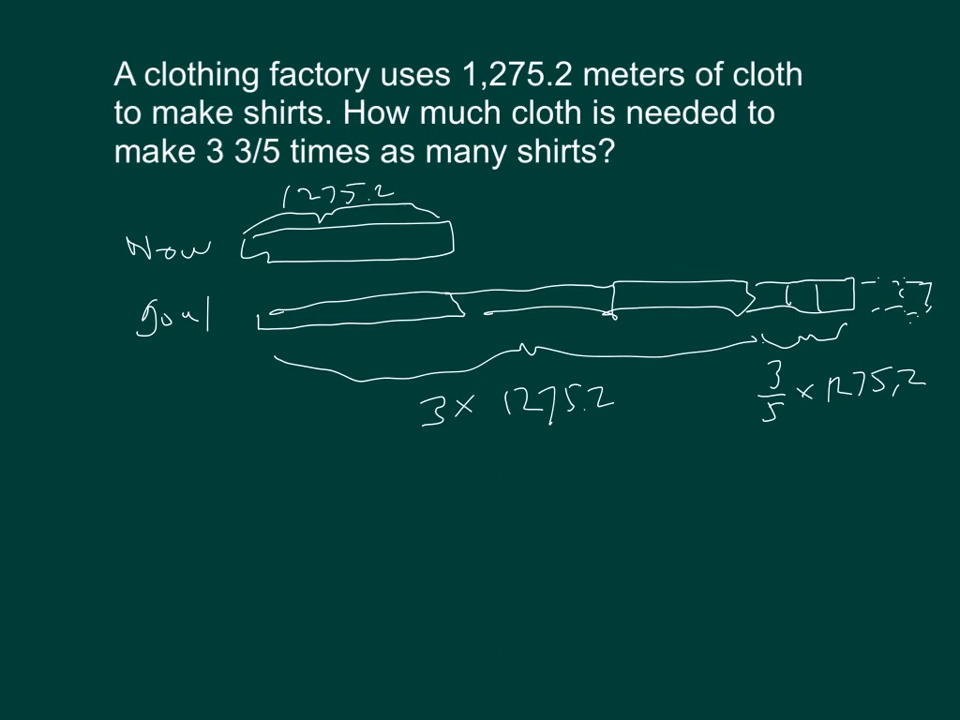 A clothing factory uses 1,275.2 meters of cloth
to make shirts. How much cloth is needed to
make 3 3/5 times as many shirts?
1275.2
Now
goal
3 × 1275.2
3/5 × 1275.2